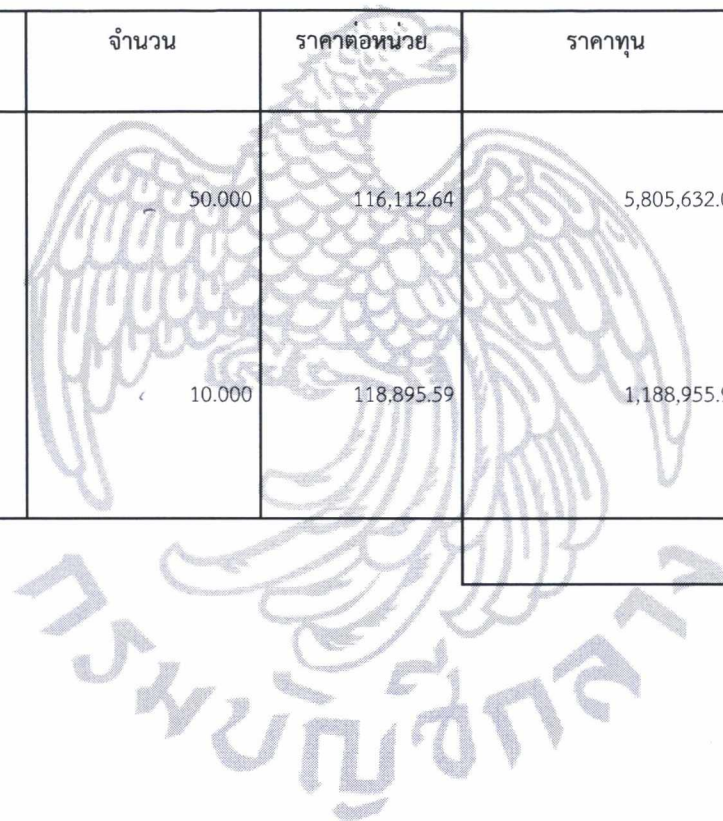 จำนวน ราคาต่อหน่วย ราคาทุน
50.000 116,112.64 5,805,632.0
10.000 118,895.59 1,188,955.9
กรมบัญชีกลาง